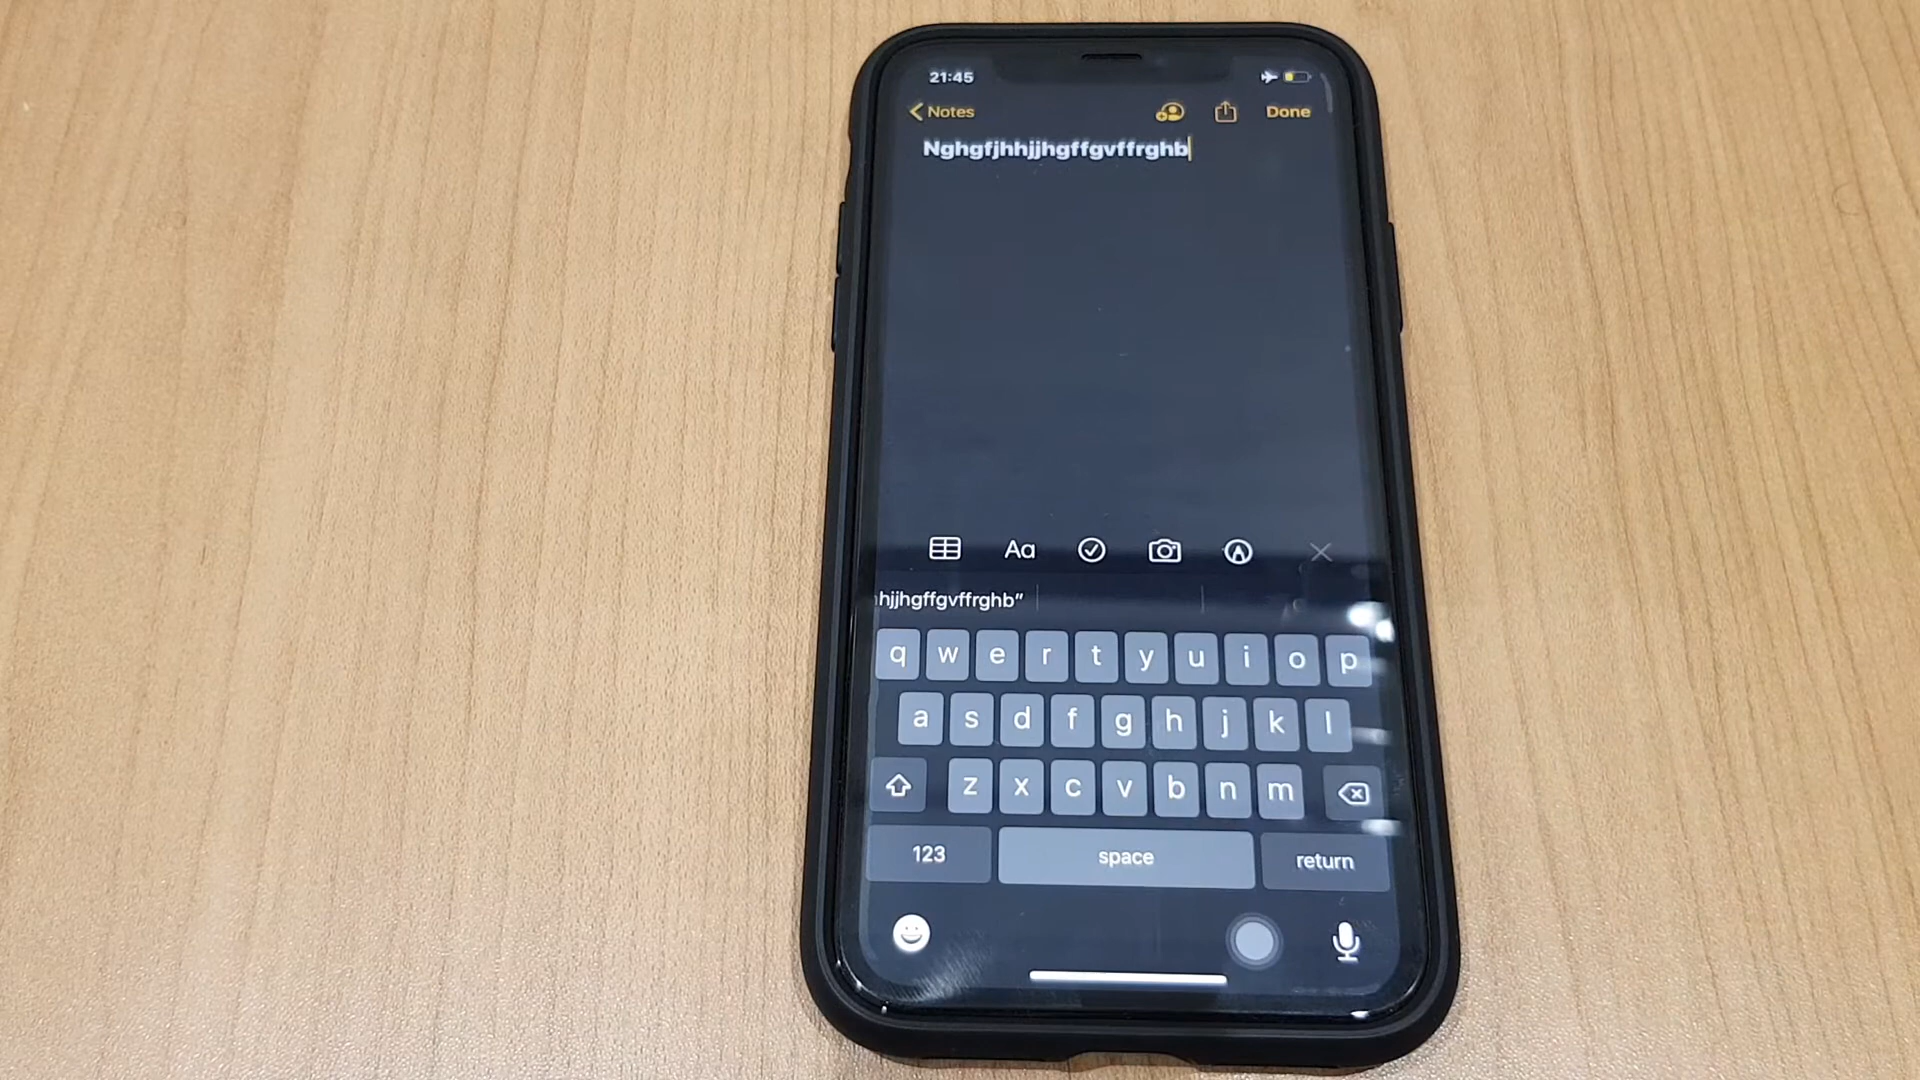 21:45
Notes
Done
Nghgfjhhjjhgffgvffrghb
Aa
hjjhgffgvffrghb"
q w e r t y u i o p
a s d f g h j k l
z x c v b n m
123 space return